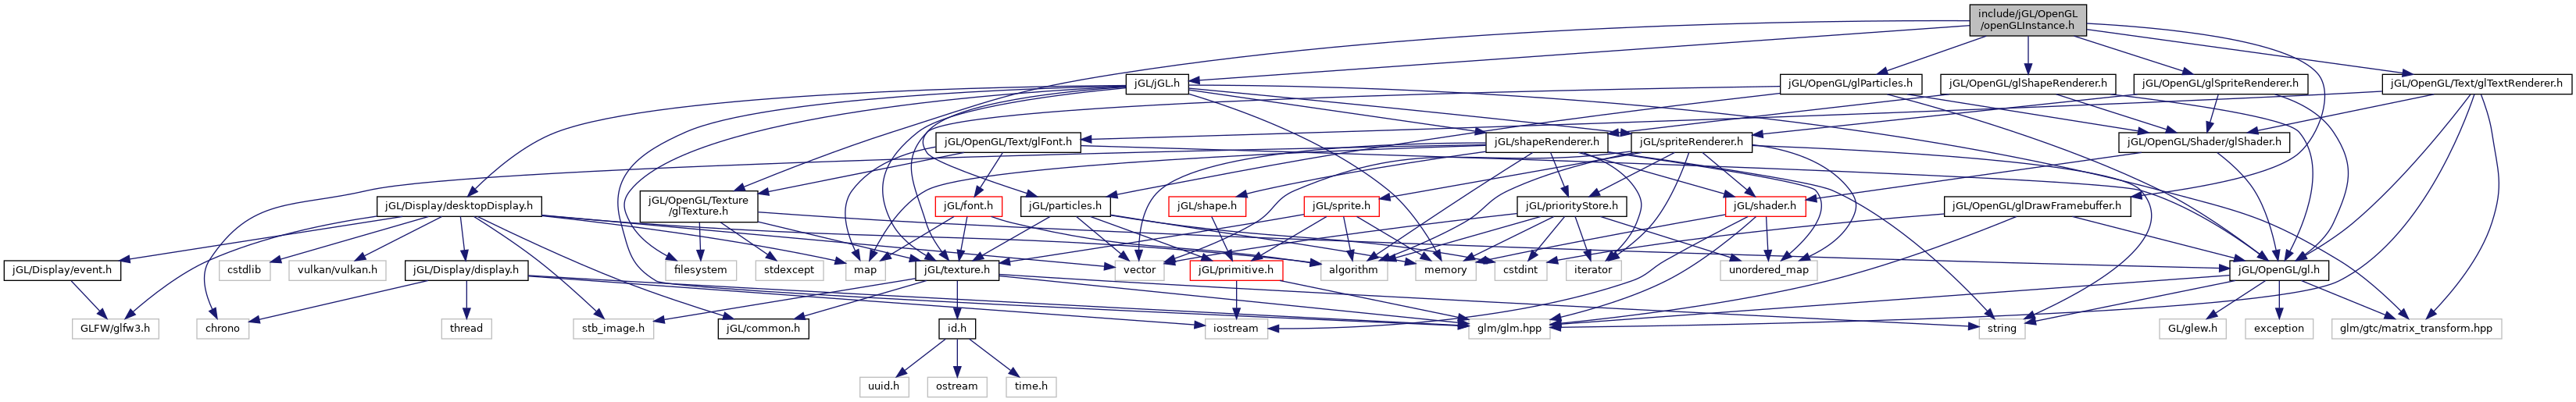 include/jGL/OpenGL
/openGLInstance.h
jGL/jGL.h
jGL/OpenGL/glParticles.h
jGL/OpenGL/glShapeRenderer.h
jGL/OpenGL/glSpriteRenderer.h
jGL/OpenGL/Text/glTextRenderer.h
jGL/OpenGL/Text/glFont.h
jGL/shapeRenderer.h
jGL/spriteRenderer.h
jGL/OpenGL/Shader/glShader.h
jGL/Display/desktopDisplay.h
jGL/OpenGL/Texture
/glTexture.h
jGL/font.h
jGL/particles.h
jGL/shape.h
jGL/sprite.h
jGL/priorityStore.h
jGL/shader.h
jGL/OpenGL/glDrawFramebuffer.h
jGL/Display/event.h
cstdlib
vulkan/vulkan.h
jGL/Display/display.h
filesystem
stdexcept
map
jGL/texture.h
vector
jGL/primitive.h
algorithm
memory
cstdint
iterator
unordered_map
jGL/OpenGL/gl.h
GLFW/glfw3.h
chrono
thread
stb_image.h
jGL/common.h
id.h
iostream
glm/glm.hpp
string
GL/glew.h
exception
glm/gtc/matrix_transform.hpp
uuid.h
ostream
time.h